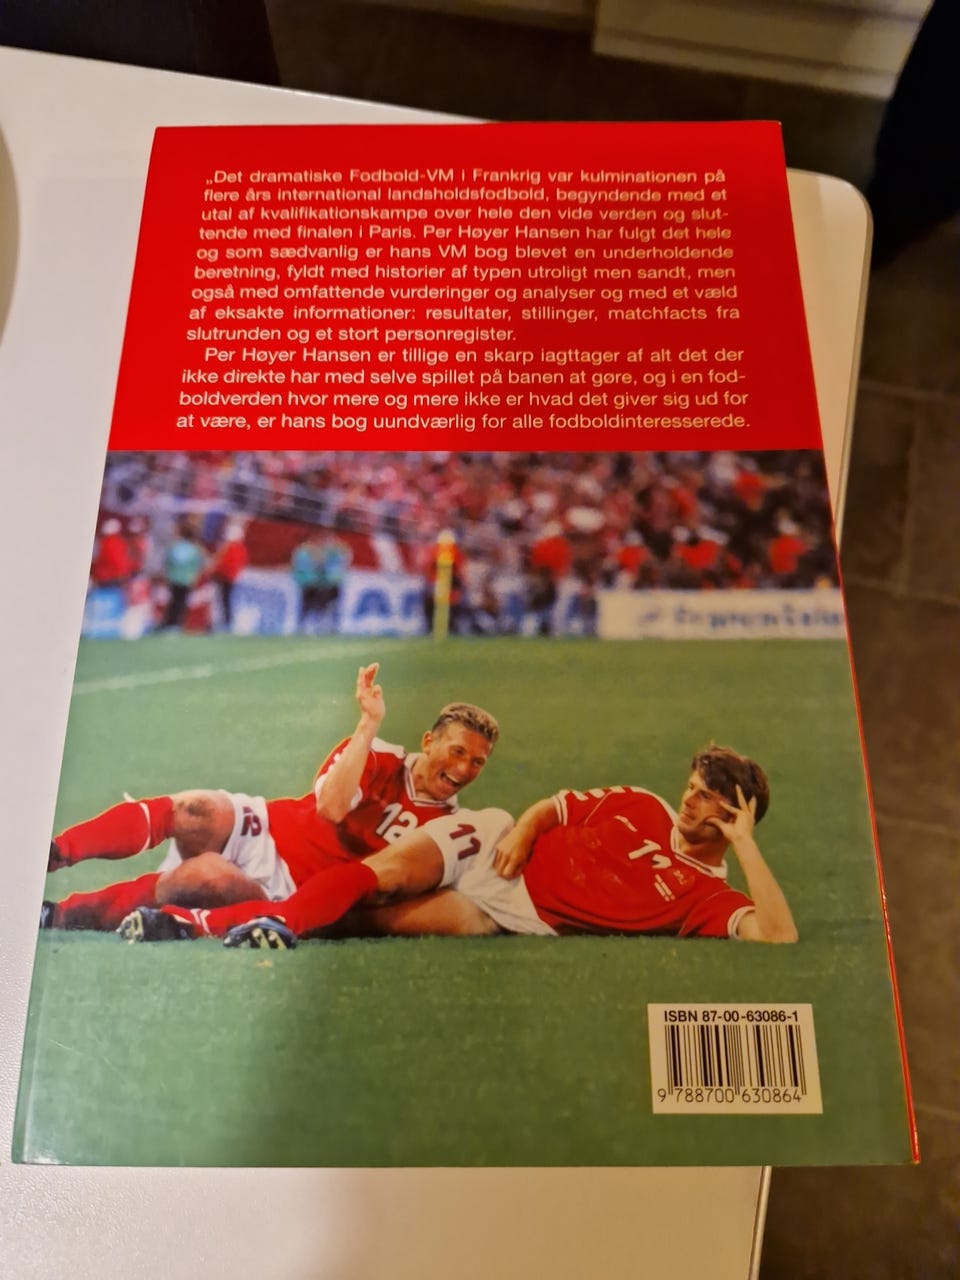 „Det dramatiske Fodbold-VM i Frankrig var kulminationen på
flere års international landsholdsfodbold, begyndende med et
utal af kvalifikationskampe over hele den vide verden og slut-
tende med finalen i Paris. Per Høyer Hansen har fulgt det hele
og som sædvanlig er hans VM bog blevet en underholdende
beretning, fyldt med historier af typen utroligt men sandt, men
også med omfattende vurderinger og analyser og med et væld
af eksakte informationer: resultater, stillinger, matchfacts fra
slutrunden og et stort personregister.
Per Høyer Hansen er tillige en skarp iagttager af alt det der
ikke direkte har med selve spillet på banen at gøre, og i en fod-
boldverden hvor mere og mere ikke er hvad det giver sig ud for
at være, er hans bog uundværlig for alle fodboldinteresserede.
12
12
11
11
ISBN 87-00-63086-1
9 788700 630864